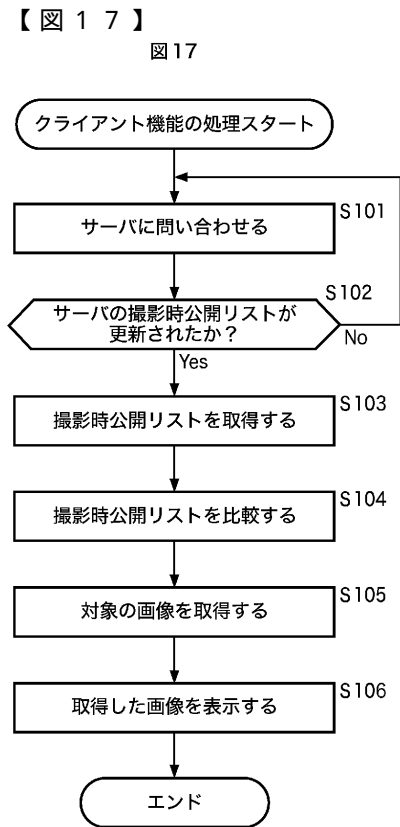 【図１７】
図17
クライアント機能の処理スタート
サーバに問い合わせる
S101
サーバの撮影時公開リストが
更新されたか？
S102
No
Yes
撮影時公開リストを取得する
S103
撮影時公開リストを比較する
S104
対象の画像を取得する
S105
取得した画像を表示する
S106
エンド